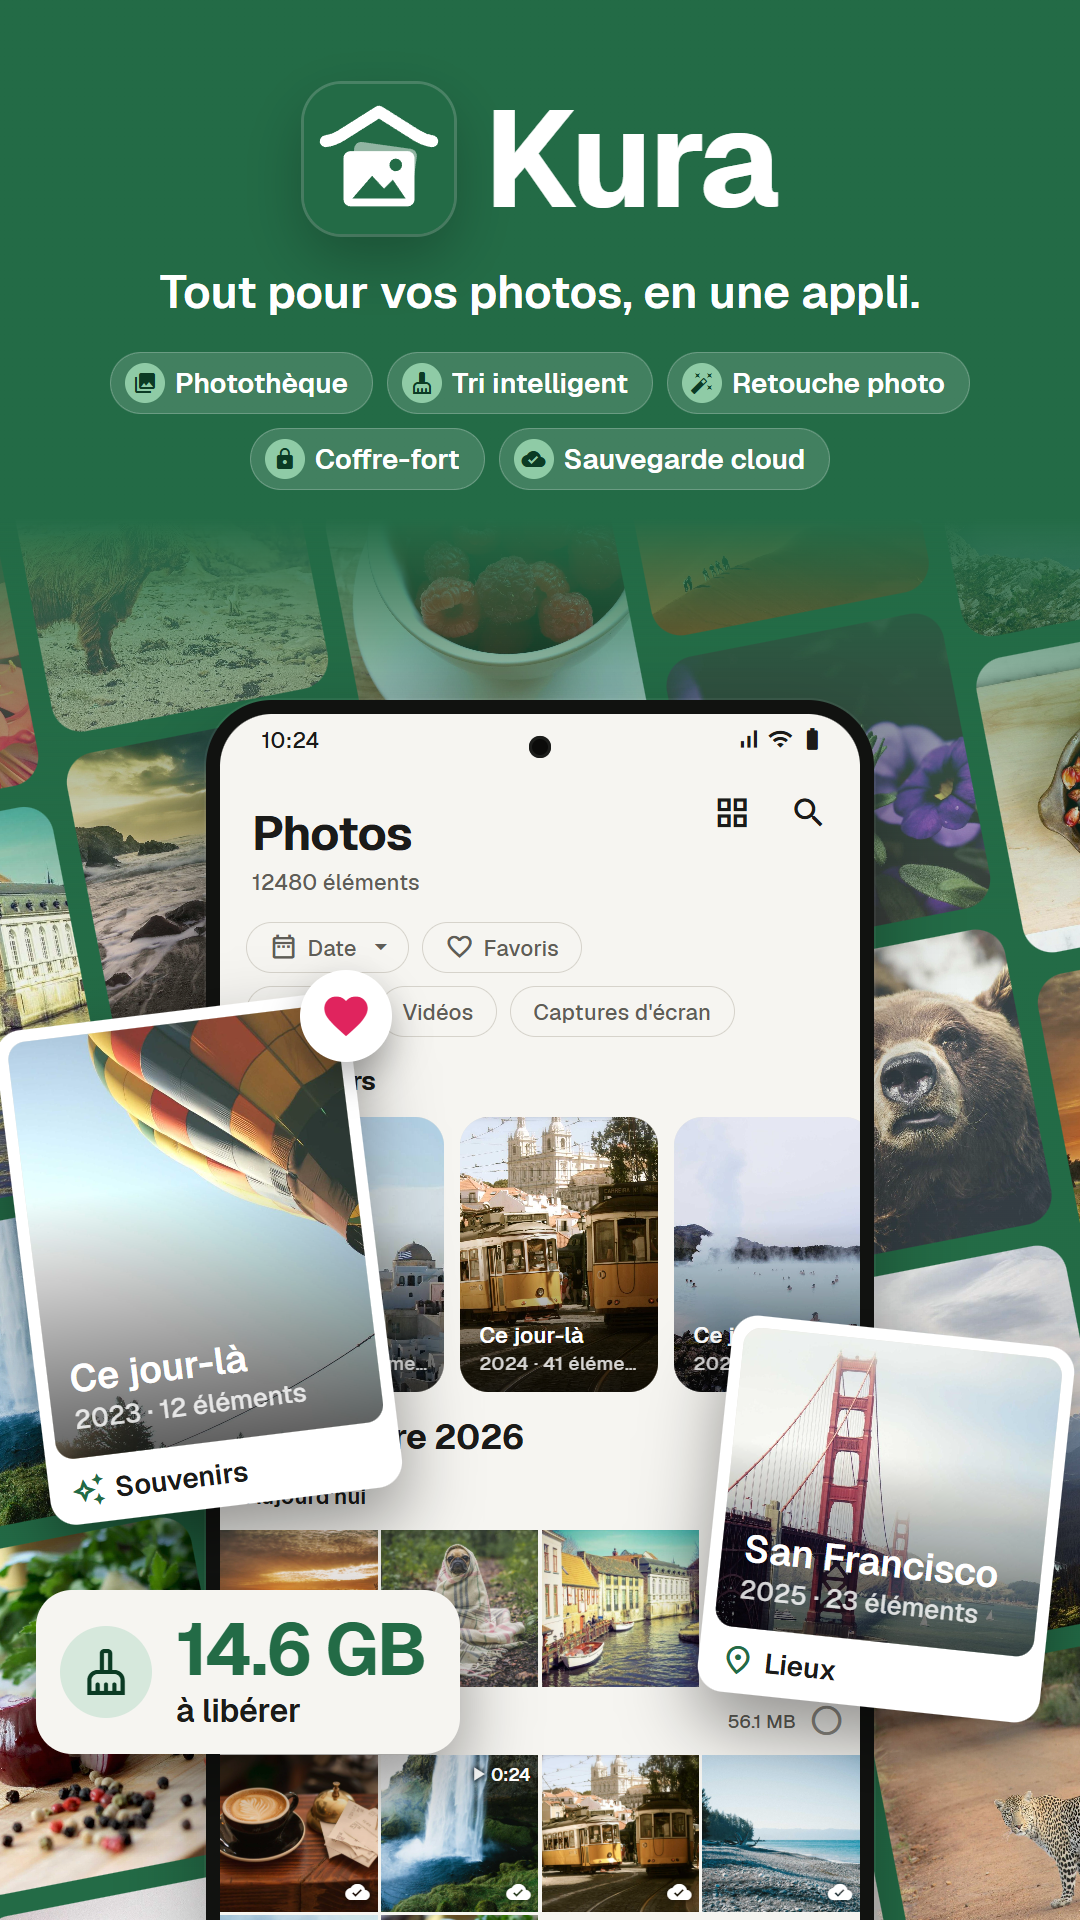 Kura
Tout pour vos photos, en une appli.
Photothèque
Tri intelligent
Retouche photo
Coffre-fort
Sauvegarde cloud
10:24
Photos
12480 éléments
Date
Favoris
Vidéos
Captures d'écran
rs
Ce jour-là
2023 · 12 éléments
Souvenirs
me...
Ce jour-là
2024 · 41 éléme...
Ce j
202
re 2026
San Francisco
2025 · 23 éléments
Lieux
14.6 GB
à libérer
56.1 MB
0:24